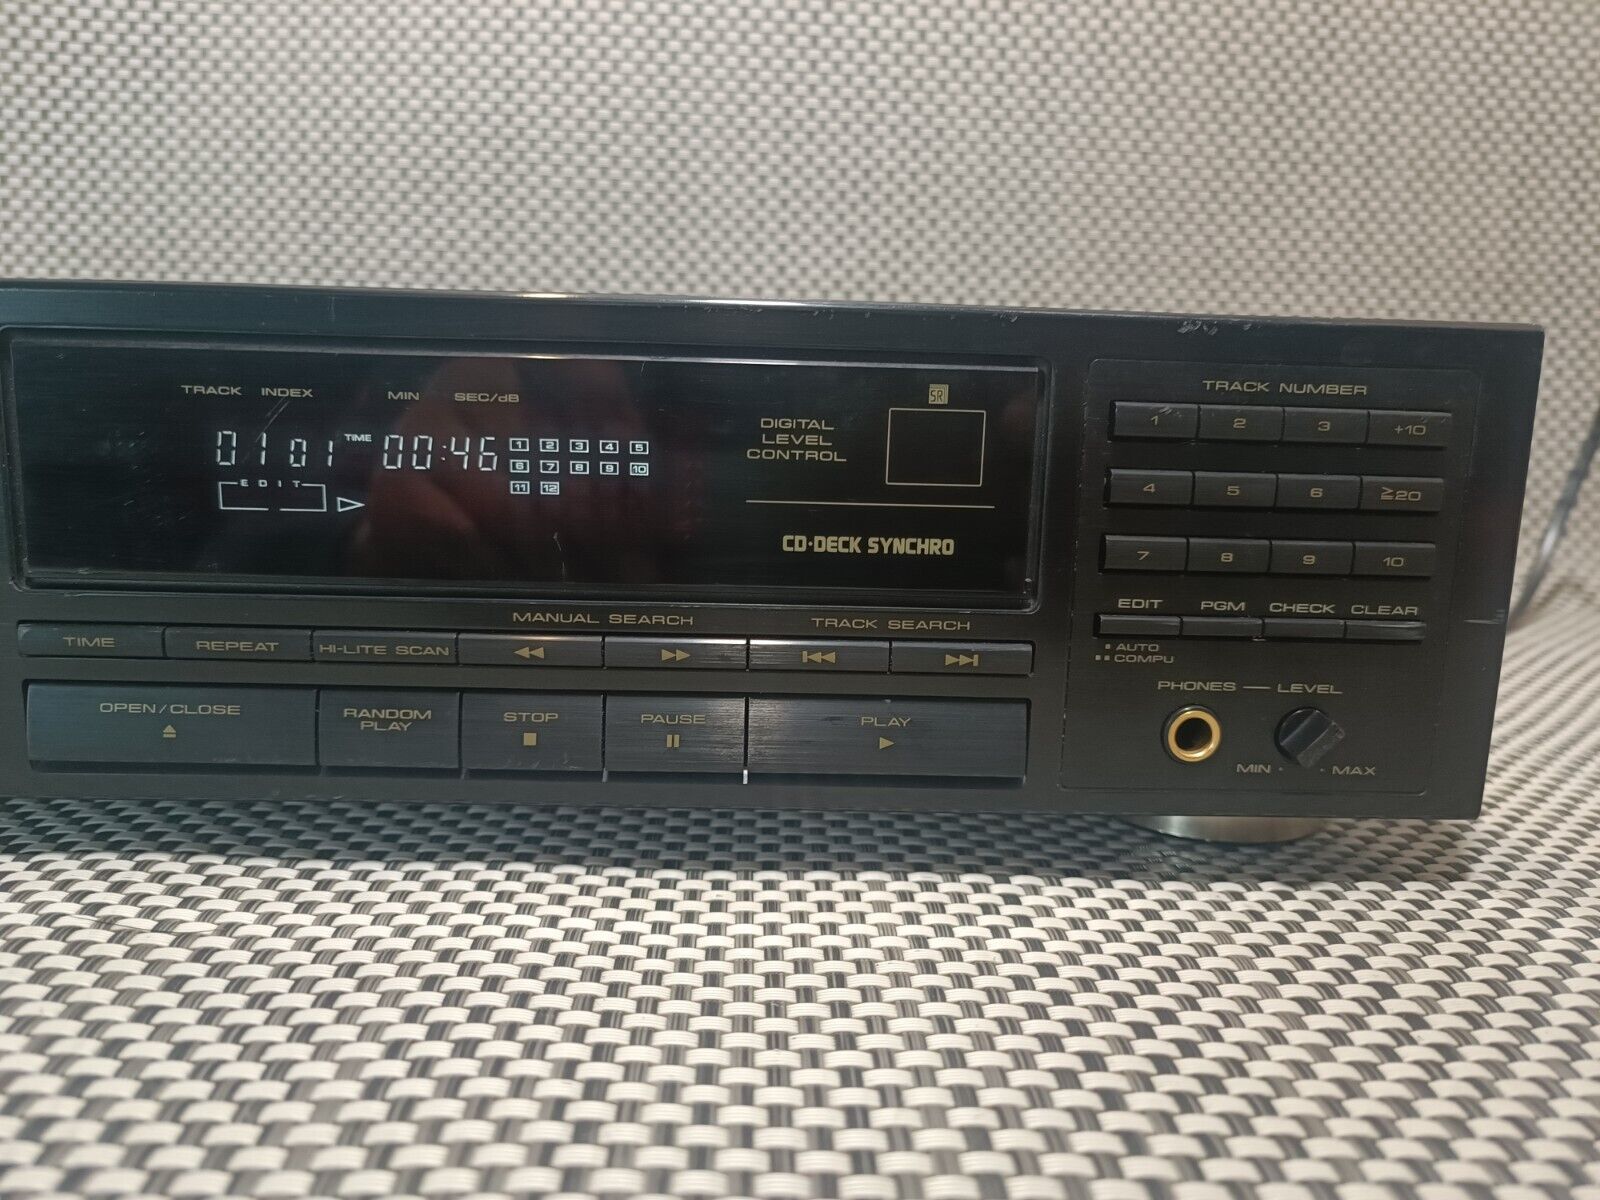 TRACK INDEX MIN SEC/dB
01 01 TIME 00:46
1 2 3 4 5
6 7 8 9 10
11 12
EDIT
SR
DIGITAL
LEVEL
CONTROL
CD·DECK SYNCHRO
TRACK NUMBER
1 2 3 +10
4 5 6 ≧20
7 8 9 10
EDIT PGM CHECK CLEAR
▪ AUTO
▪▪ COMPU
PHONES — LEVEL
MIN MAX
MANUAL SEARCH TRACK SEARCH
TIME REPEAT HI-LITE SCAN ◀◀ ▶▶ I◀◀ ▶▶I
OPEN/CLOSE RANDOM STOP PAUSE PLAY
PLAY